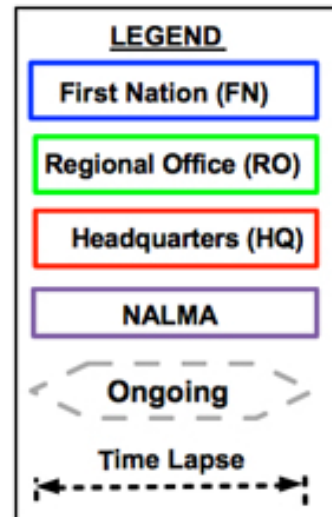 LEGEND
First Nation (FN)
Regional Office (RO)
Headquarters (HQ)
NALMA
Ongoing
Time Lapse